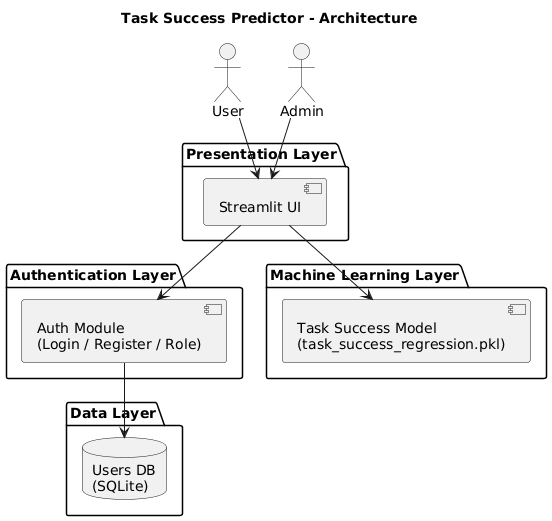 Task Success Predictor - Architecture
User
Admin
Presentation Layer
Streamlit UI
Authentication Layer
Machine Learning Layer
Auth Module
(Login / Register / Role)
Task Success Model
(task_success_regression.pkl)
Data Layer
Users DB
(SQLite)